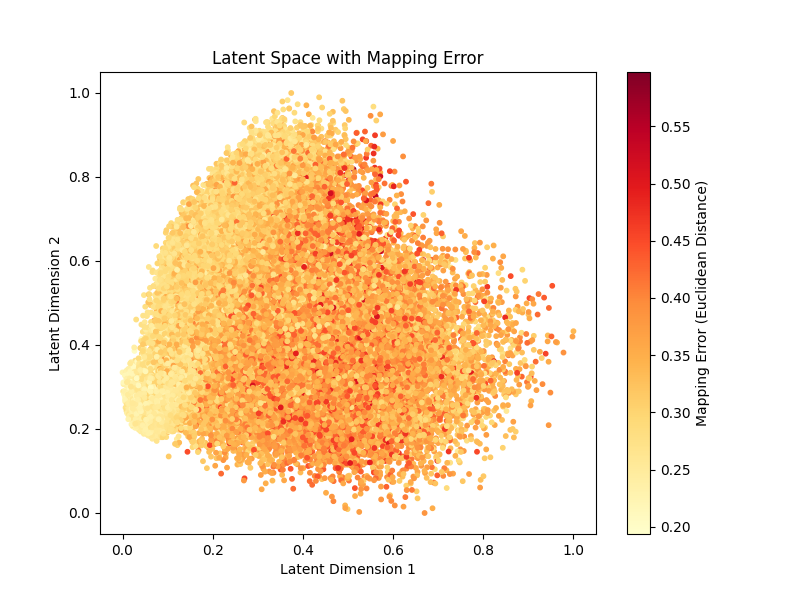 Latent Space with Mapping Error
Latent Dimension 2
1.0
0.8
0.6
0.4
0.2
0.0
0.0 0.2 0.4 0.6 0.8 1.0
Latent Dimension 1
0.55
0.50
0.45
0.40
0.35
0.30
0.25
0.20
Mapping Error (Euclidean Distance)